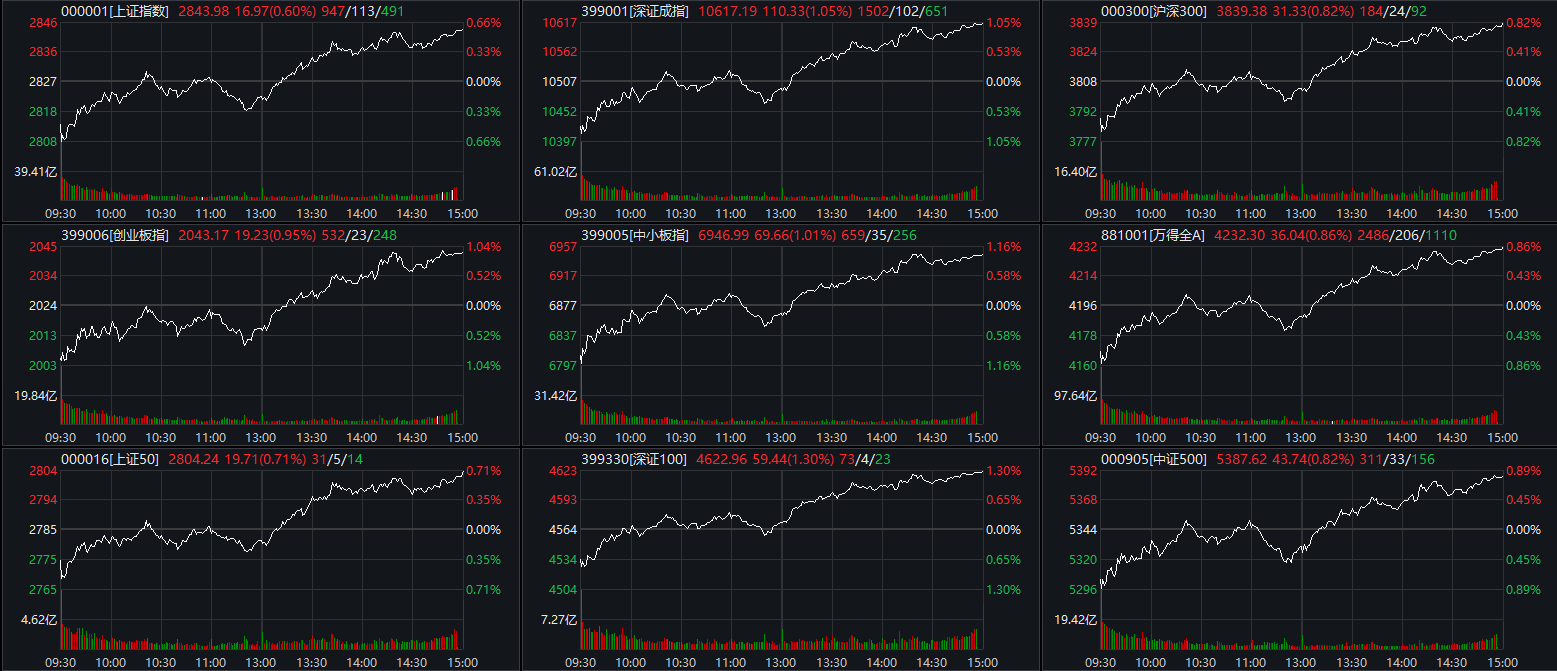 000001[上证指数] 2843.98 16.97(0.60%) 947/113/491
2846 0.66%
2836 0.33%
2827 0.00%
2818 0.33%
2808 0.66%
39.41亿
09:30 10:00 10:30 11:00 13:00 13:30 14:00 14:30 15:00
399001[深证成指] 10617.19 110.33(1.05%) 1502/102/651
10617 1.05%
10562 0.53%
10507 0.00%
10452 0.53%
10397 1.05%
61.02亿
09:30 10:00 10:30 11:00 13:00 13:30 14:00 14:30 15:00
000300[沪深300] 3839.38 31.33(0.82%) 184/24/92
3839 0.82%
3824 0.41%
3808 0.00%
3792 0.41%
3777 0.82%
16.40亿
09:30 10:00 10:30 11:00 13:00 13:30 14:00 14:30 15:00
399006[创业板指] 2043.17 19.23(0.95%) 532/23/248
2045 1.04%
2034 0.52%
2024 0.00%
2013 0.52%
2003 1.04%
19.84亿
09:30 10:00 10:30 11:00 13:00 13:30 14:00 14:30 15:00
399005[中小板指] 6946.99 69.66(1.01%) 659/35/256
6957 1.16%
6917 0.58%
6877 0.00%
6837 0.58%
6797 1.16%
31.42亿
09:30 10:00 10:30 11:00 13:00 13:30 14:00 14:30 15:00
881001[万得全A] 4232.30 36.04(0.86%) 2486/206/1110
4232 0.86%
4214 0.43%
4196 0.00%
4178 0.43%
4160 0.86%
97.64亿
09:30 10:00 10:30 11:00 13:00 13:30 14:00 14:30 15:00
000016[上证50] 2804.24 19.71(0.71%) 31/5/14
2804 0.71%
2794 0.35%
2785 0.00%
2775 0.35%
2765 0.71%
4.62亿
09:30 10:00 10:30 11:00 13:00 13:30 14:00 14:30 15:00
399330[深证100] 4622.96 59.44(1.30%) 73/4/23
4623 1.30%
4593 0.65%
4564 0.00%
4534 0.65%
4504 1.30%
7.27亿
09:30 10:00 10:30 11:00 13:00 13:30 14:00 14:30 15:00
000905[中证500] 5387.62 43.74(0.82%) 311/33/156
5392 0.89%
5368 0.45%
5344 0.00%
5320 0.45%
5296 0.89%
19.42亿
09:30 10:00 10:30 11:00 13:00 13:30 14:00 14:30 15:00